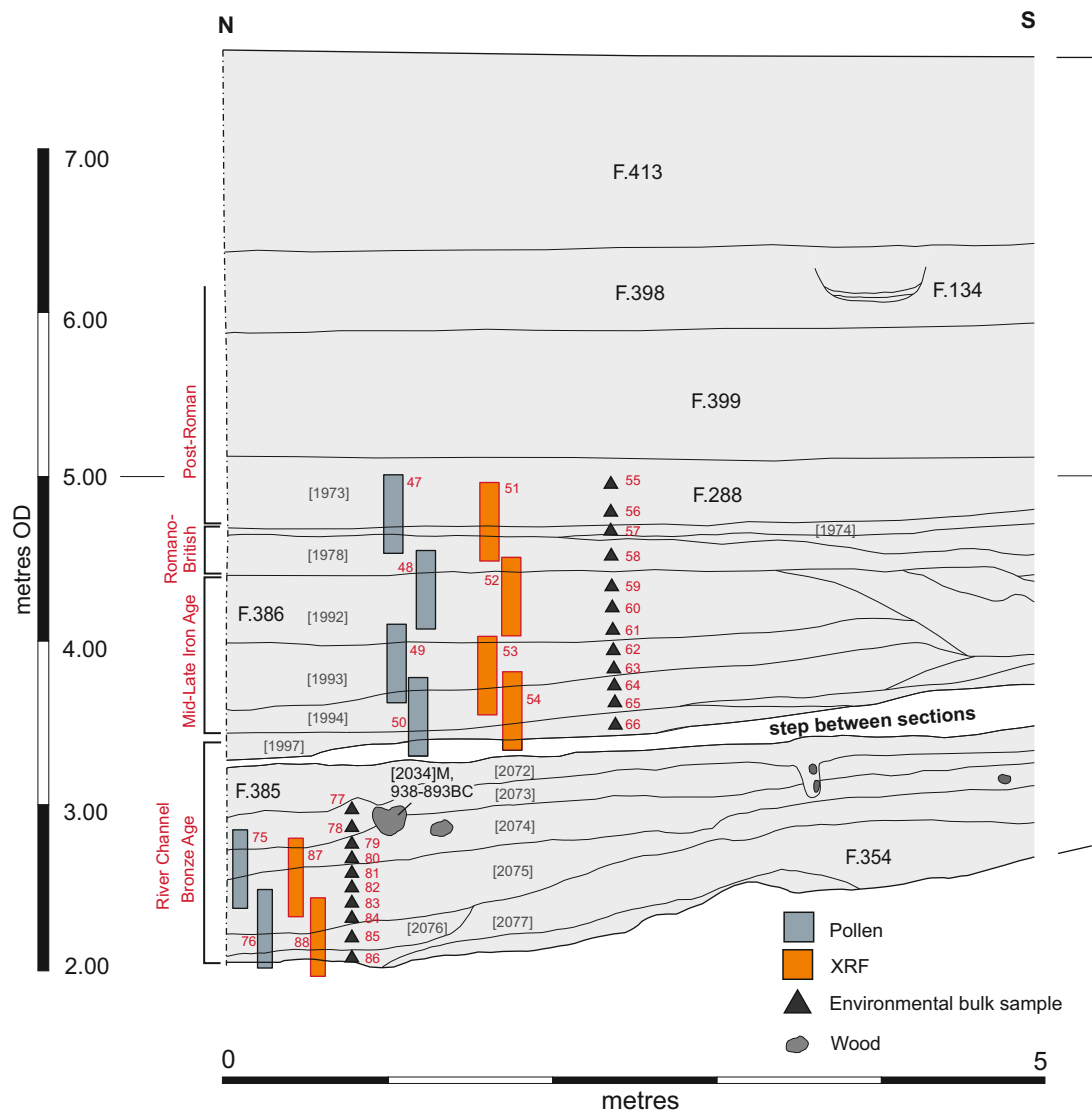 N
S
7.00
6.00
5.00
4.00
3.00
2.00
metres OD
Post-Roman
Romano-
British
Mid-Late Iron Age
River Channel
Bronze Age
F.413
F.398
F.134
F.399
[1973]
47
51
55
F.288
56
57
[1974]
[1978]
48
52
58
59
F.386
[1992]
60
61
49
53
62
63
[1993]
64
54
65
[1994]
50
66
step between sections
[1997]
[2034]M,
938-893BC
[2072]
F.385
[2073]
77
78
[2074]
75
87
79
80
F.354
81
[2075]
82
83
84
[2076]
[2077]
76
88
85
86
Pollen
XRF
Environmental bulk sample
Wood
0
5
metres